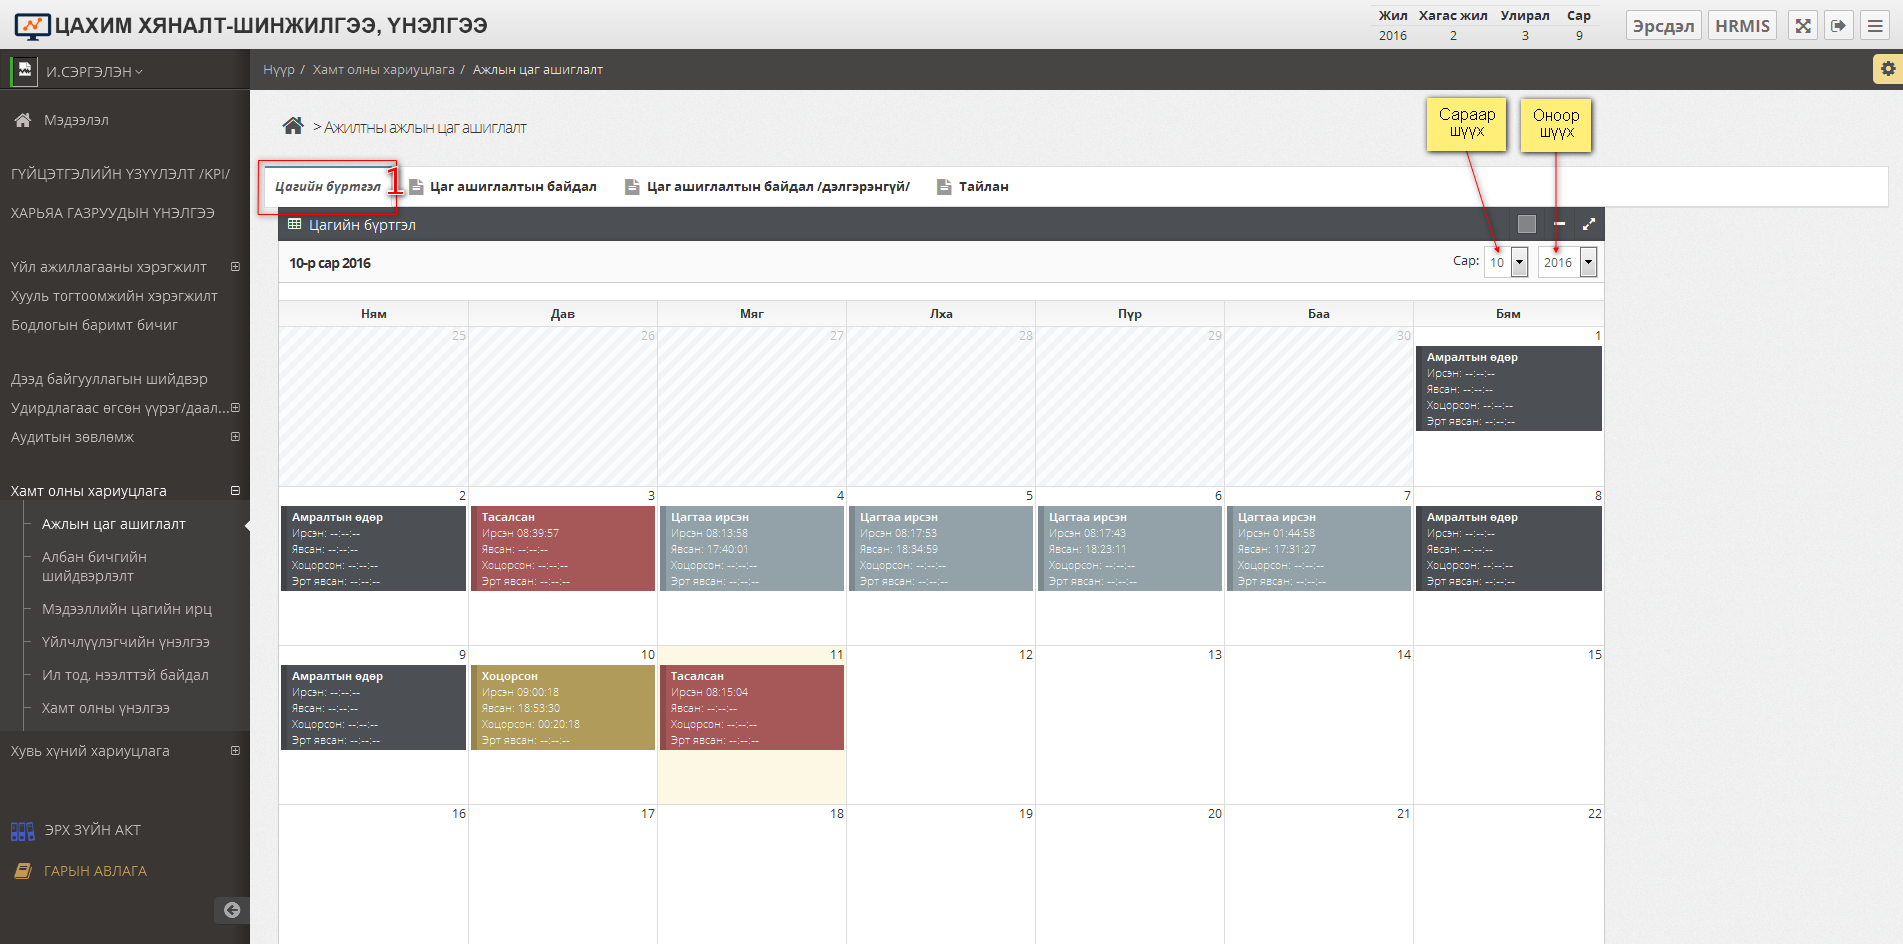 ЦАХИМ ХЯНАЛТ-ШИНЖИЛГЭЭ, ҮНЭЛГЭЭ
Жил Хагас жил Улирал Сар
2016 2 3 9
Эрсдэл HRMIS
И.СЭРГЭЛЭН
Нүүр / Хамт олны хариуцлага / Ажлын цаг ашиглалт
Мэдээлэл
ГҮЙЦЭТГЭЛИЙН ҮЗҮҮЛЭЛТ /KPI/
ХАРЬЯА ГАЗРУУДЫН ҮНЭЛГЭЭ
Үйл ажиллагааны хэрэгжилт
Хууль тогтоомжийн хэрэгжилт
Бодлогын баримт бичиг
Дээд байгууллагын шийдвэр
Удирдлагаас өгсөн үүрэг/даал...
Аудитын зөвлөмж
Хамт олны хариуцлага
Ажлын цаг ашиглалт
Албан бичгийн
шийдвэрлэлт
Мэдээллийн цагийн ирц
Үйлчлүүлэгчийн үнэлгээ
Ил тод, нээлттэй байдал
Хамт олны үнэлгээ
Хувь хүний хариуцлага
ЭРХ ЗҮЙН АКТ
ГАРЫН АВЛАГА
> Ажилтны ажлын цаг ашиглалт
Сараар
шүүх
Оноор
шүүх
Цагийн бүртгэл 1 Цаг ашиглалтын байдал Цаг ашиглалтын байдал /дэлгэрэнгүй/ Тайлан
Цагийн бүртгэл
10-р сар 2016
Сар: 10 2016
Ням Дав Мяг Лха Пүр Баа Бям
25 26 27 28 29 30 1
Амралтын өдөр
Ирсэн: --:--:--
Явсан: --:--:--
Хоцорсон: --:--:--
Эрт явсан: --:--:--
2 3 4 5 6 7 8
Амралтын өдөр Тасалсан Цагтаа ирсэн Цагтаа ирсэн Цагтаа ирсэн Цагтаа ирсэн Амралтын өдөр
Ирсэн: --:--:-- Ирсэн 08:39:57 Ирсэн 08:13:58 Ирсэн 08:17:53 Ирсэн 08:17:43 Ирсэн 01:44:58 Ирсэн: --:--:--
Явсан: --:--:-- Явсан: --:--:-- Явсан: 17:40:01 Явсан: 18:34:59 Явсан: 18:23:11 Явсан: 17:31:27 Явсан: --:--:--
Хоцорсон: --:--:-- Хоцорсон: --:--:-- Хоцорсон: --:--:-- Хоцорсон: --:--:-- Хоцорсон: --:--:-- Хоцорсон: --:--:-- Хоцорсон: --:--:--
Эрт явсан: --:--:-- Эрт явсан: --:--:-- Эрт явсан: --:--:-- Эрт явсан: --:--:-- Эрт явсан: --:--:-- Эрт явсан: --:--:-- Эрт явсан: --:--:--
9 10 11 12 13 14 15
Амралтын өдөр Хоцорсон Тасалсан
Ирсэн: --:--:-- Ирсэн 09:00:18 Ирсэн 08:15:04
Явсан: --:--:-- Явсан: 18:53:30 Явсан: --:--:--
Хоцорсон: --:--:-- Хоцорсон: 00:20:18 Хоцорсон: --:--:--
Эрт явсан: --:--:-- Эрт явсан: --:--:-- Эрт явсан: --:--:--
16 17 18 19 20 21 22